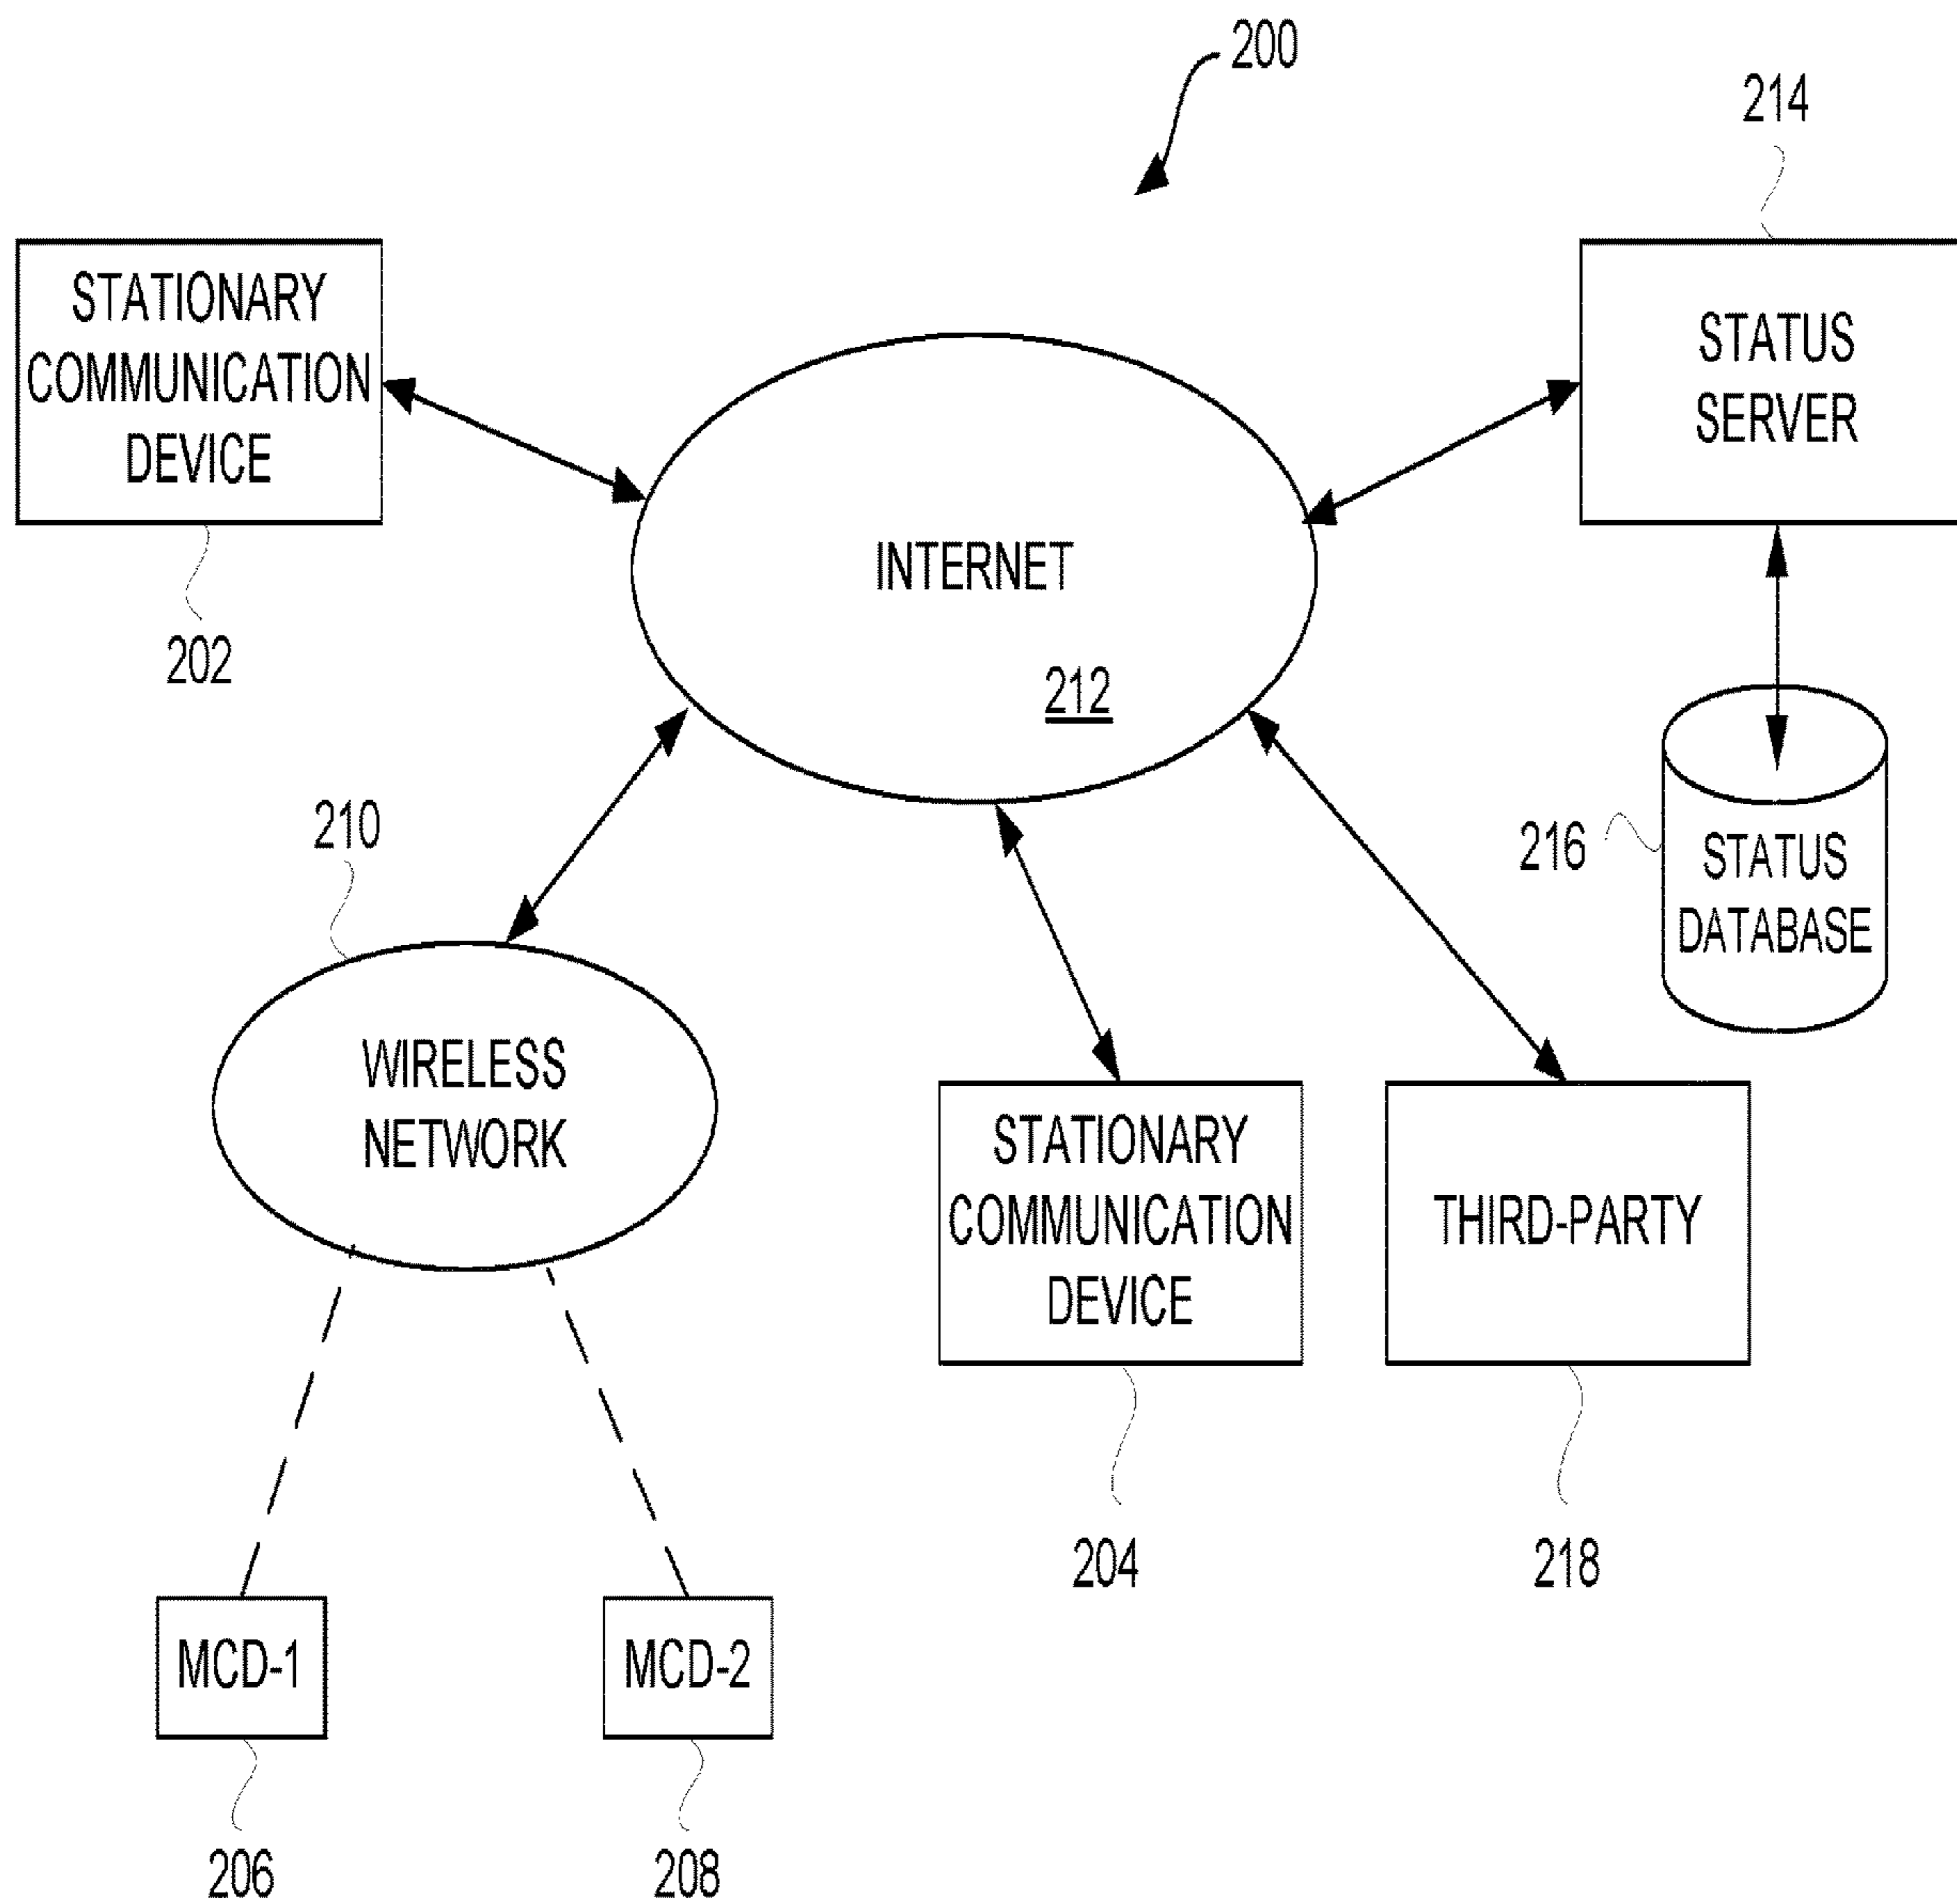 200
214
STATIONARY
COMMUNICATION
DEVICE
202
STATUS
SERVER
INTERNET
212
216
STATUS
DATABASE
210
WIRELESS
NETWORK
STATIONARY
COMMUNICATION
DEVICE
204
THIRD-PARTY
218
MCD-1
206
MCD-2
208